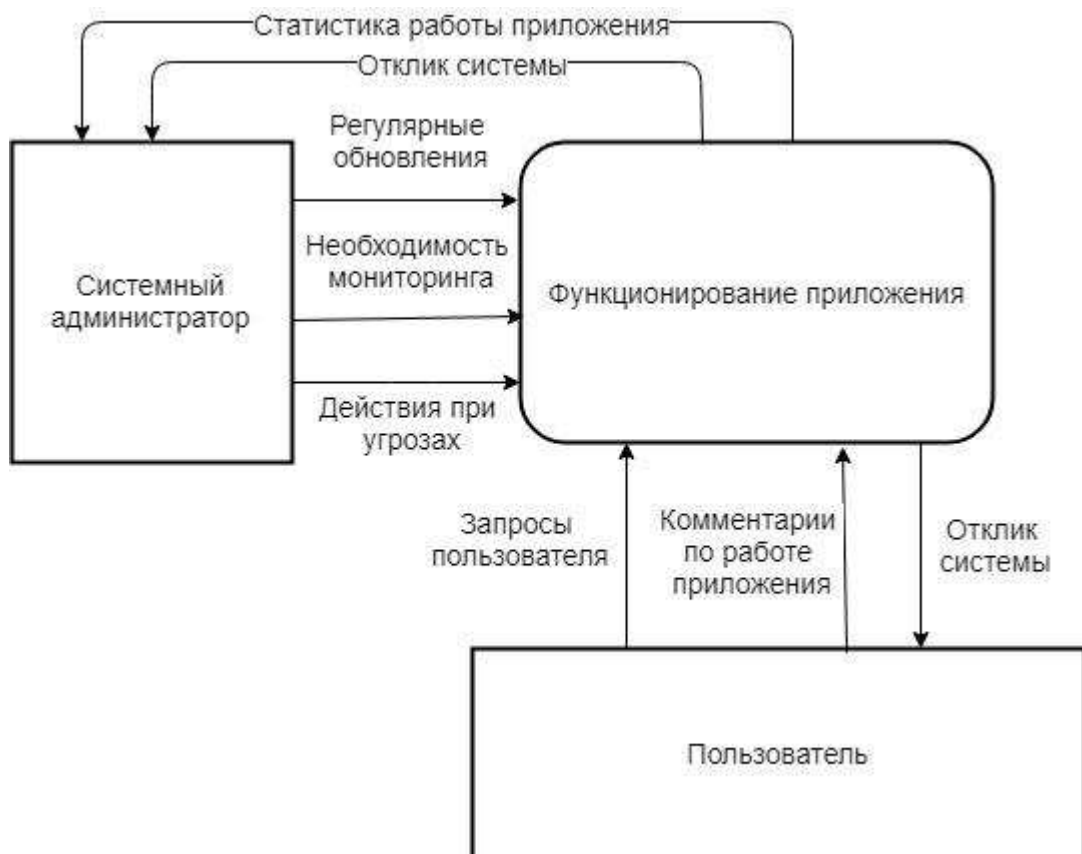 Статистика работы приложения
Отклик системы
Регулярные
обновления
Необходимость
мониторинга
Системный
администратор
Функционирование приложения
Действия при
угрозах
Запросы
пользователя
Комментарии
по работе
приложения
Отклик
системы
Пользователь